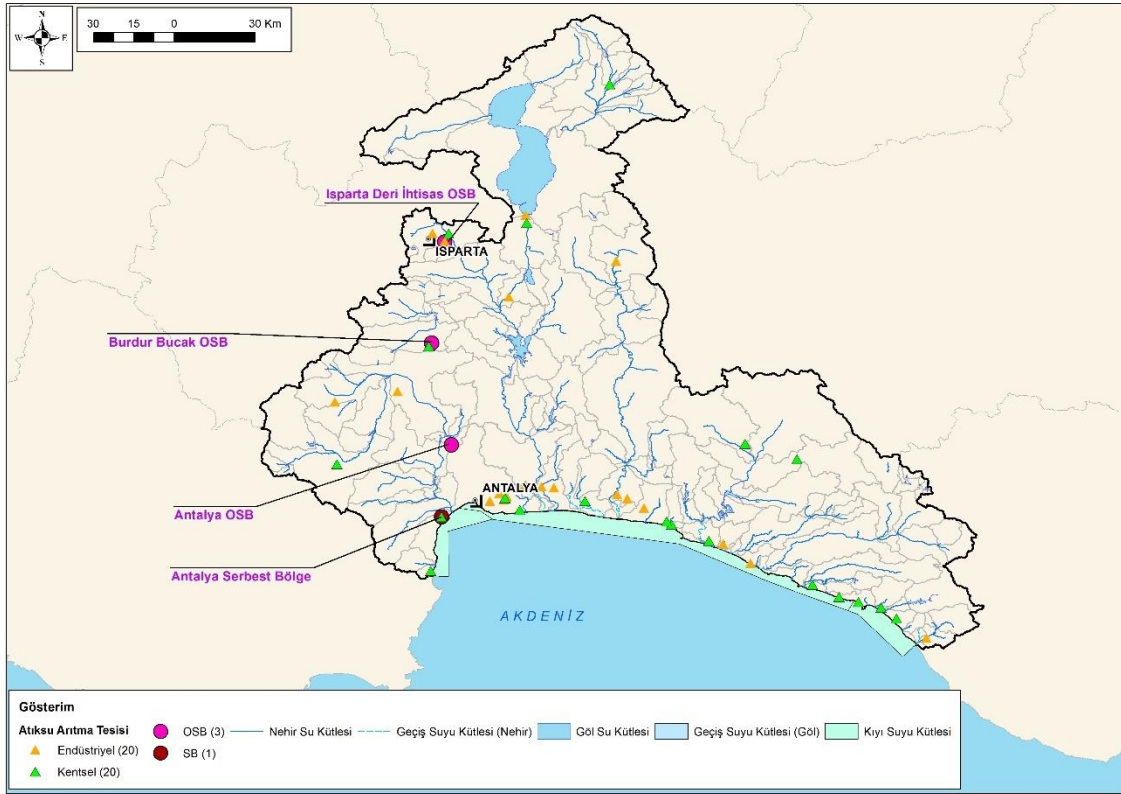 N
W E
S
30 15 0 30 Km
Isparta Deri İhtisas OSB
ISPARTA
Burdur Bucak OSB
ANTALYA
Antalya OSB
Antalya Serbest Bölge
AKDENİZ
Gösterim
Atıksu Arıtma Tesisi
Endüstriyel (20)
Kentsel (20)
OSB (3)
SB (1)
Nehir Su Kütlesi
Geçiş Suyu Kütlesi (Nehir)
Göl Su Kütlesi
Geçiş Suyu Kütlesi (Göl)
Kıyı Suyu Kütlesi